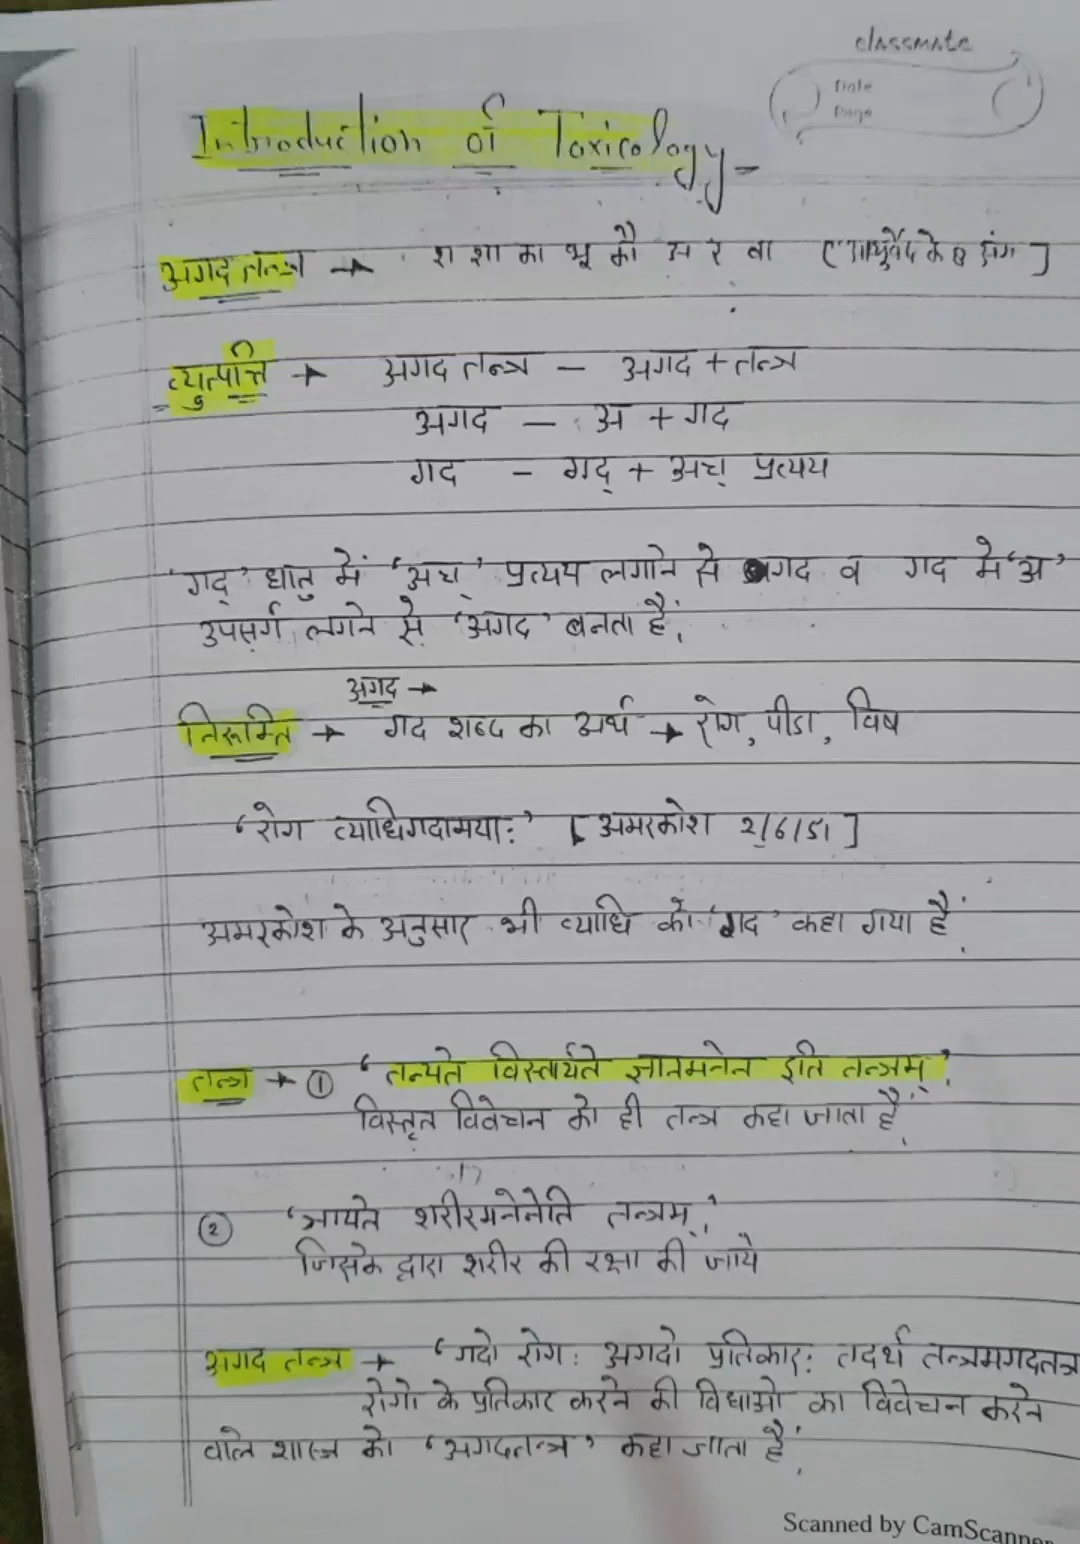 classmate
Date
Page
Introduction of Toxicology -
अगद तन्त्र → श शा का भू कौ अ र वा [आयुर्वेद के 8 अंग]
व्युत्पत्ति → अगद तन्त्र - अगद + तन्त्र
अगद - अ + गद
गद - गद् + अच् प्रत्यय
'गद्' धातु में 'अच्' प्रत्यय लगाने से गद व गद में 'अ'
उपसर्ग लगने से 'अगद' बनता है।
अगद →
निरूक्ति → गद शब्द का अर्थ → रोग, पीडा, विष
'रोग व्याधिगदामयाः' [अमरकोश 2/6/51]
अमरकोश के अनुसार भी व्याधि को 'गद' कहा गया है।
तन्त्र → ① 'तन्यते विस्तार्यते ज्ञानमनेन इति तन्त्रम्'
विस्तृत विवेचन को ही तन्त्र कहा जाता है।
② 'त्रायते शरीरमनेनेति तन्त्रम्'
जिसके द्वारा शरीर की रक्षा की जाये
अगद तन्त्र → 'गदो रोगः अगदो प्रतिकारः तदर्थ तन्त्रमगदतन्त्र
रोगो के प्रतिकार करने की विधाओ का विवेचन करने
वाले शास्त्र को 'अगदतन्त्र' कहा जाता है।
Scanned by CamScanner